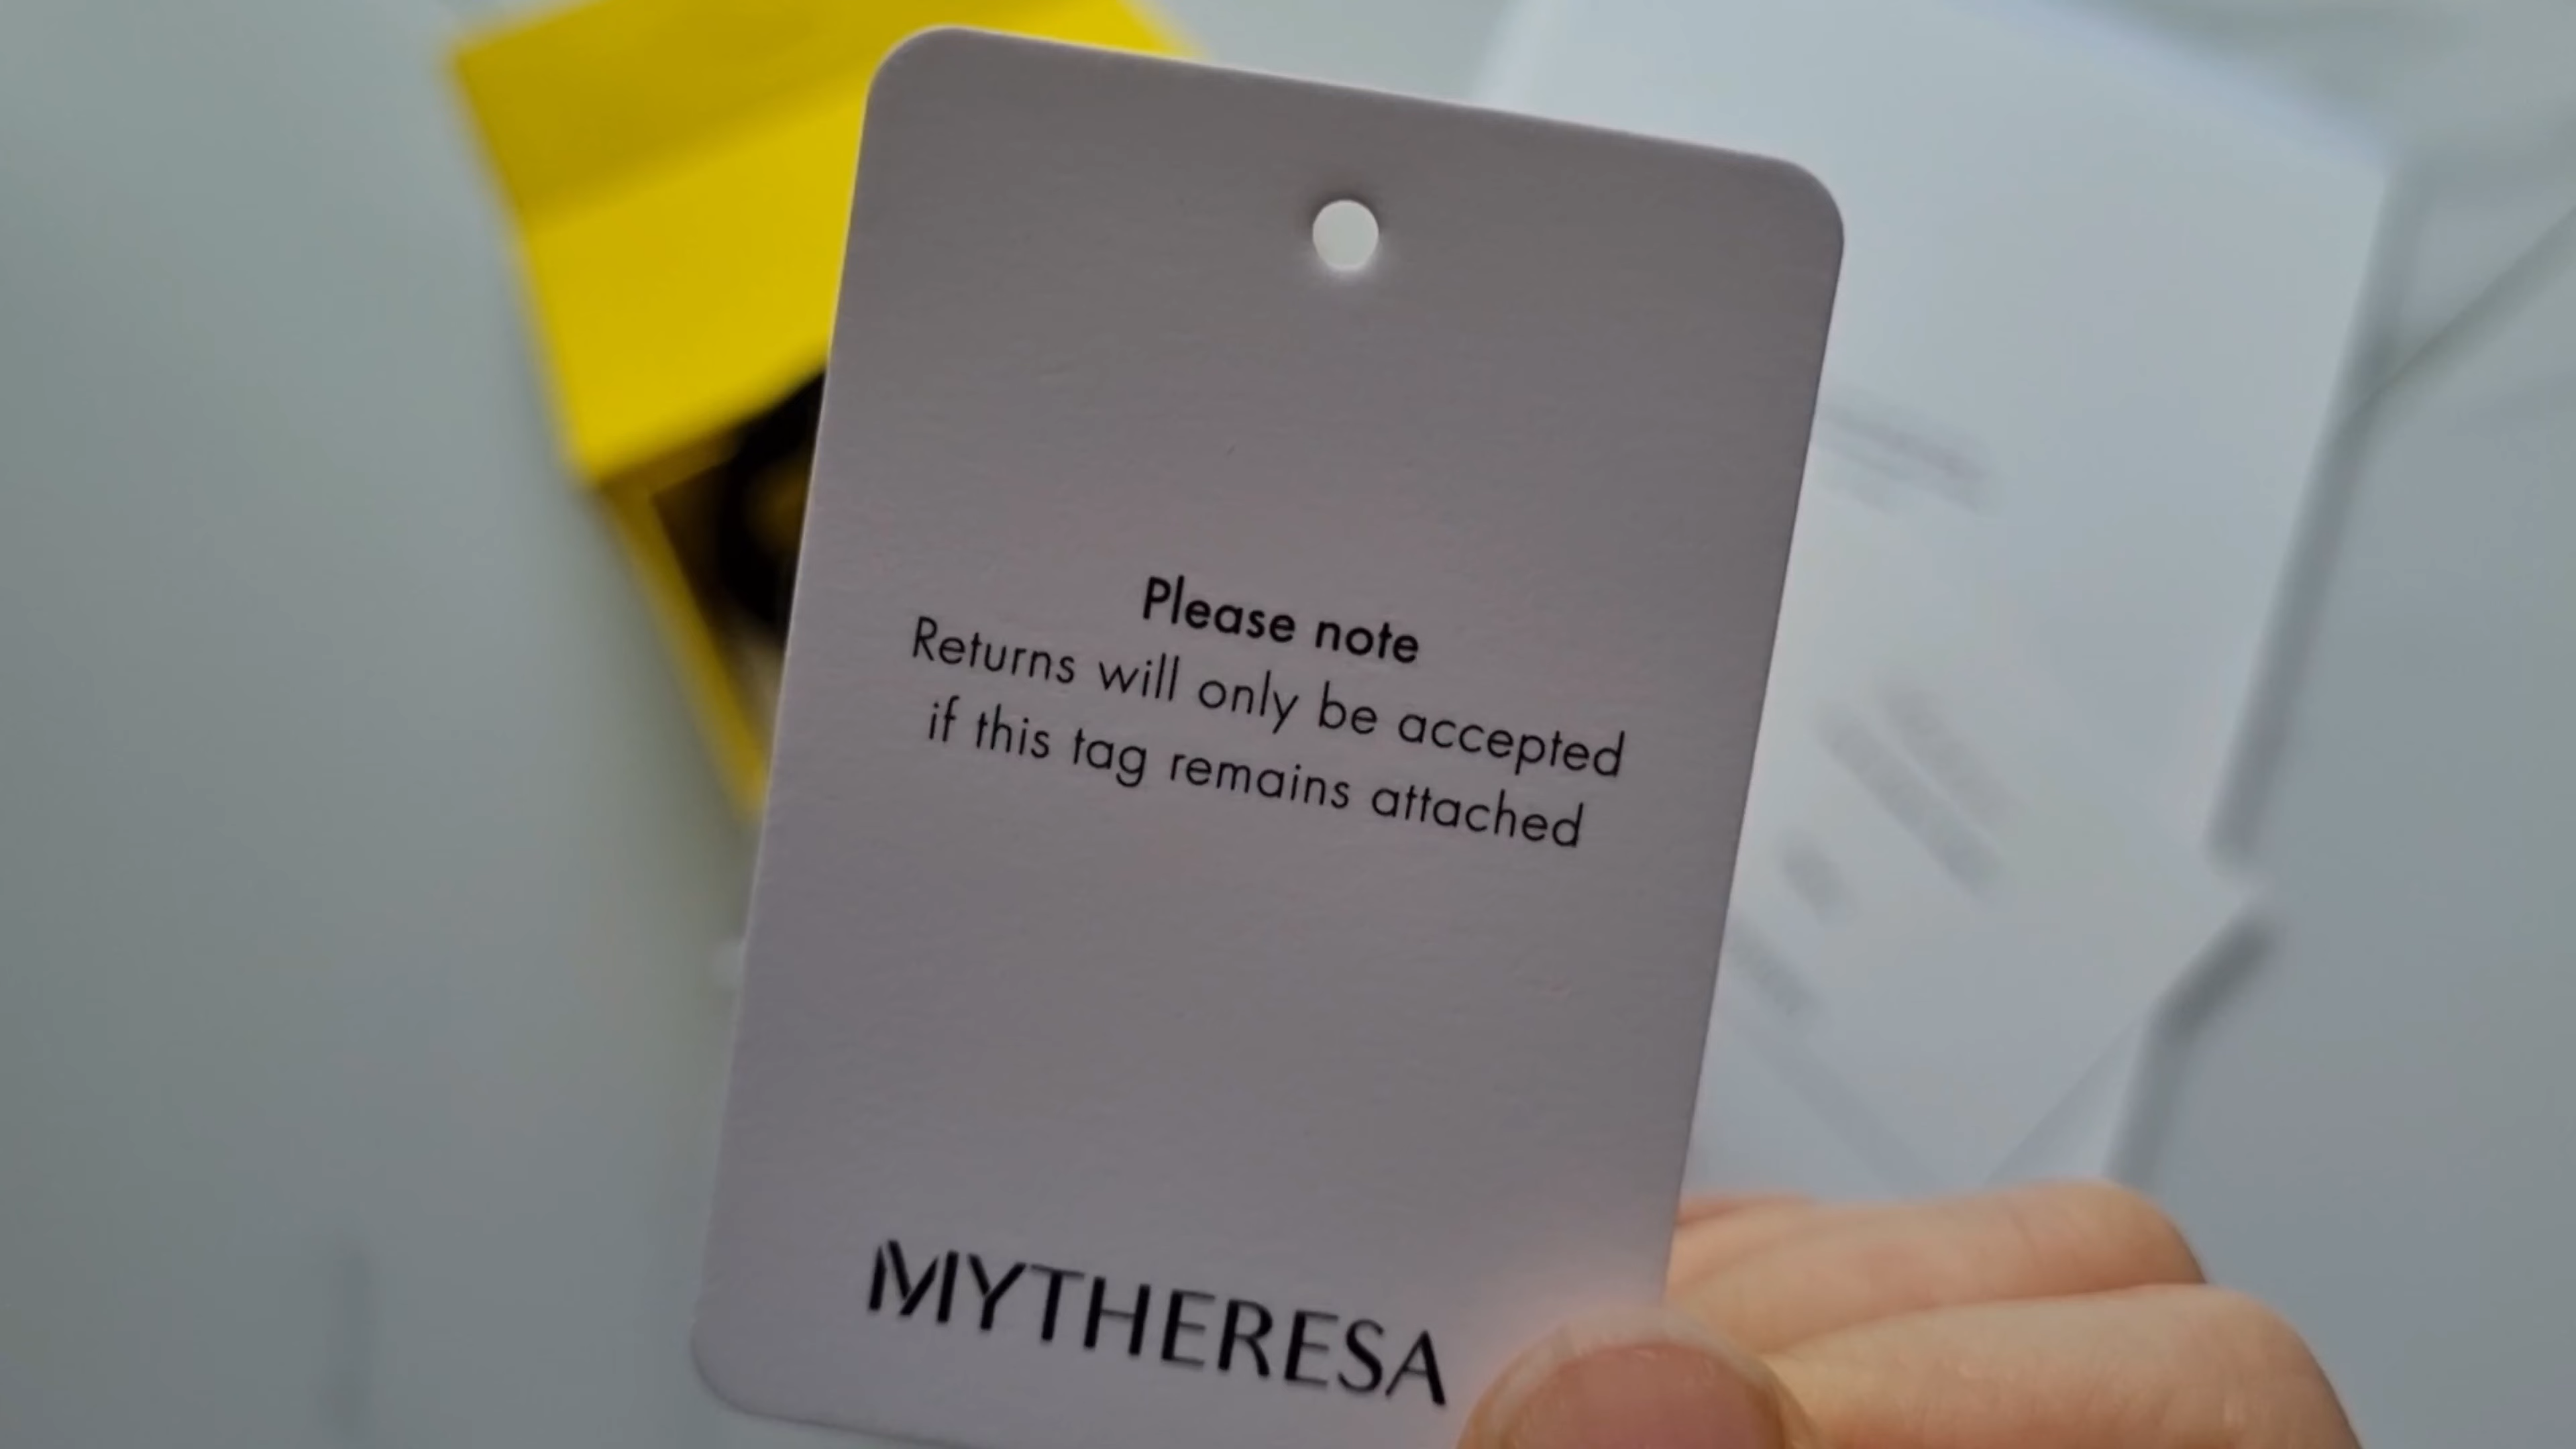 Please note
Returns will only be accepted
if this tag remains attached
MYTHERESA